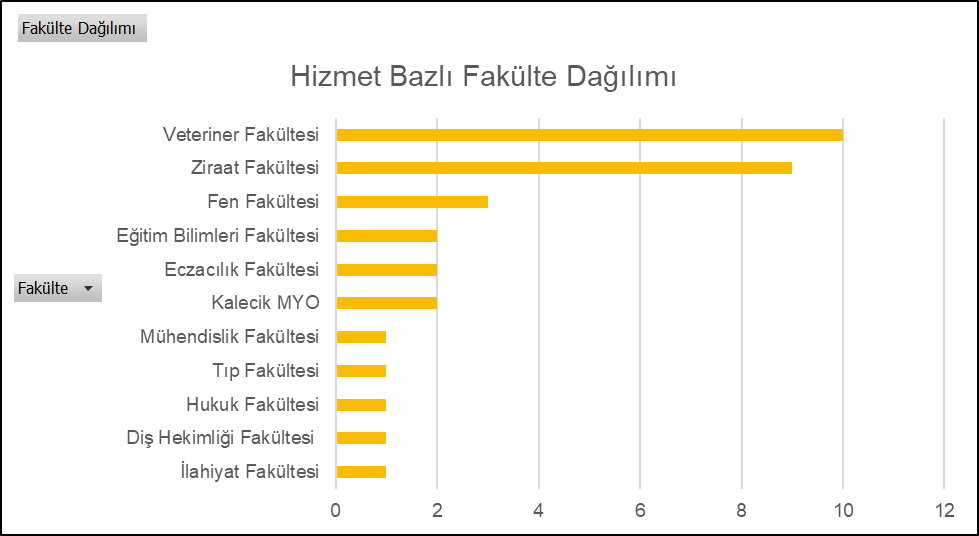 Fakülte Dağılımı
Hizmet Bazlı Fakülte Dağılımı
Veteriner Fakültesi
Ziraat Fakültesi
Fen Fakültesi
Eğitim Bilimleri Fakültesi
Eczacılık Fakültesi
Fakülte
Kalecik MYO
Mühendislik Fakültesi
Tıp Fakültesi
Hukuk Fakültesi
Diş Hekimliği Fakültesi
İlahiyat Fakültesi
0 2 4 6 8 10 12